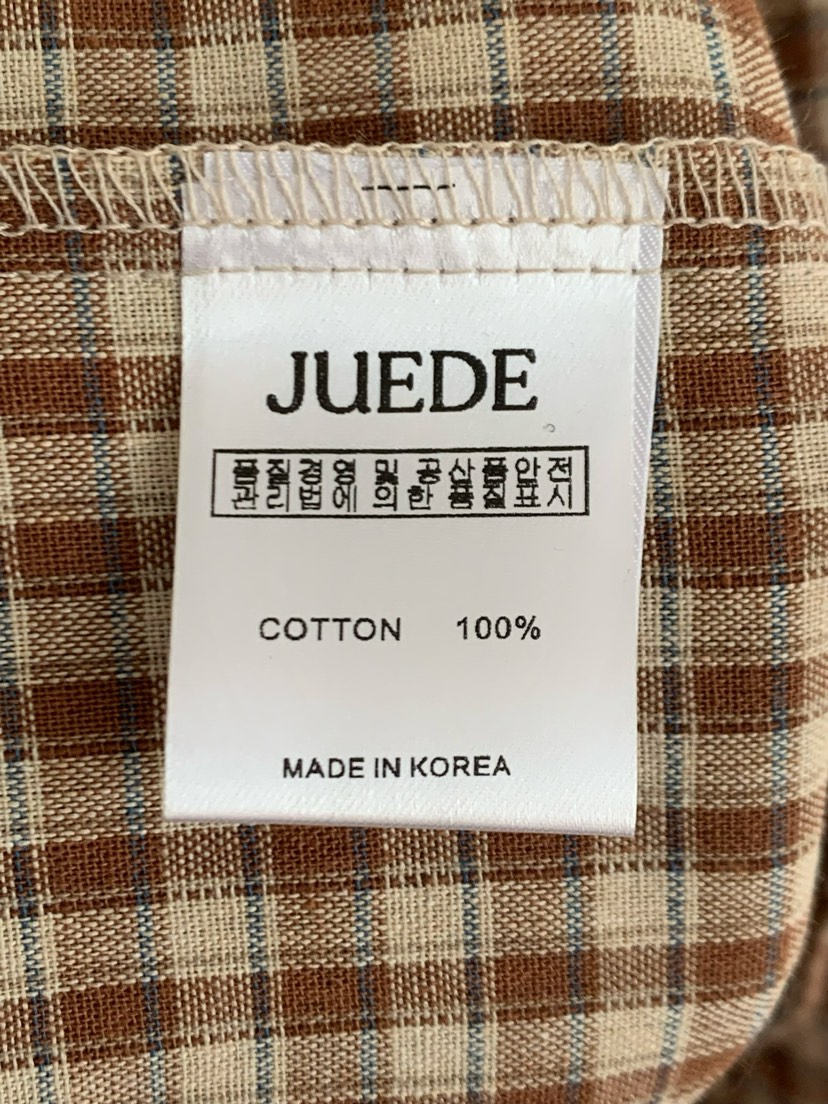 JUEDE
품질경영 및 공산품안전
관리법에 의한 품질표시
COTTON 100%
MADE IN KOREA